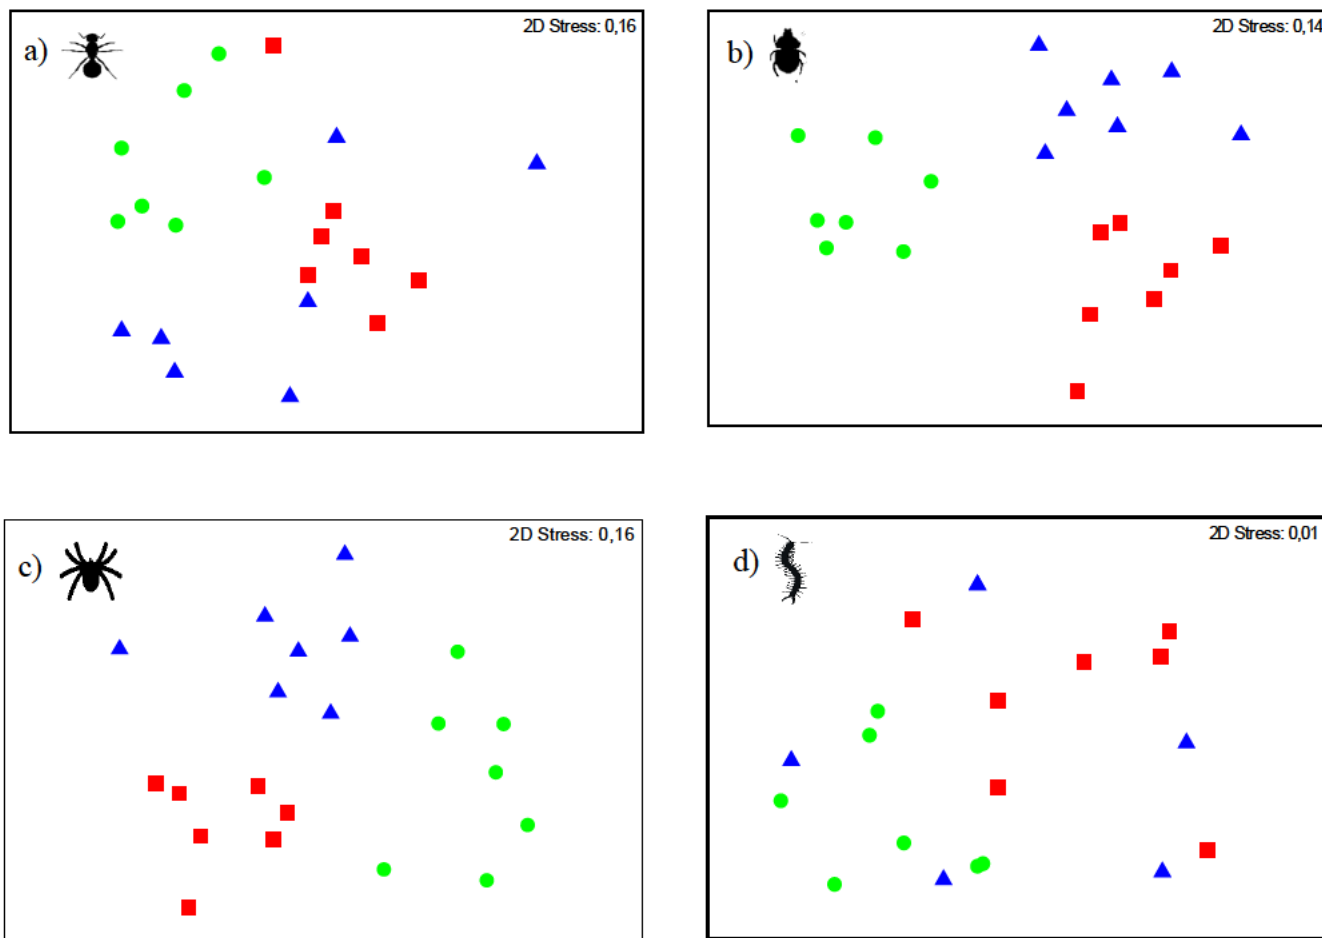 a)
2D Stress: 0,16
b)
2D Stress: 0,14
c)
2D Stress: 0,16
d)
2D Stress: 0,01